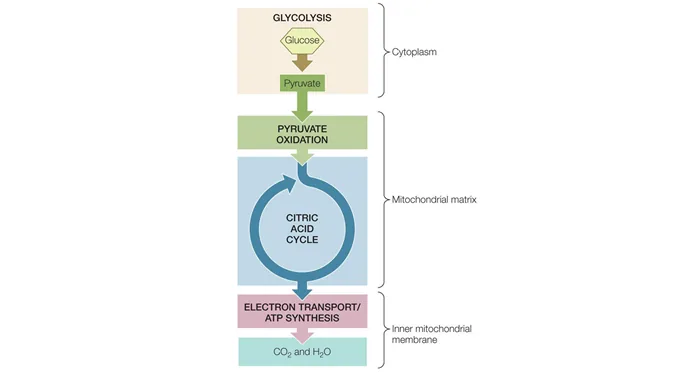 GLYCOLYSIS
Glucose
Cytoplasm
Pyruvate
PYRUVATE
OXIDATION
Mitochondrial matrix
CITRIC
ACID
CYCLE
ELECTRON TRANSPORT/
ATP SYNTHESIS
Inner mitochondrial
membrane
CO₂ and H₂O